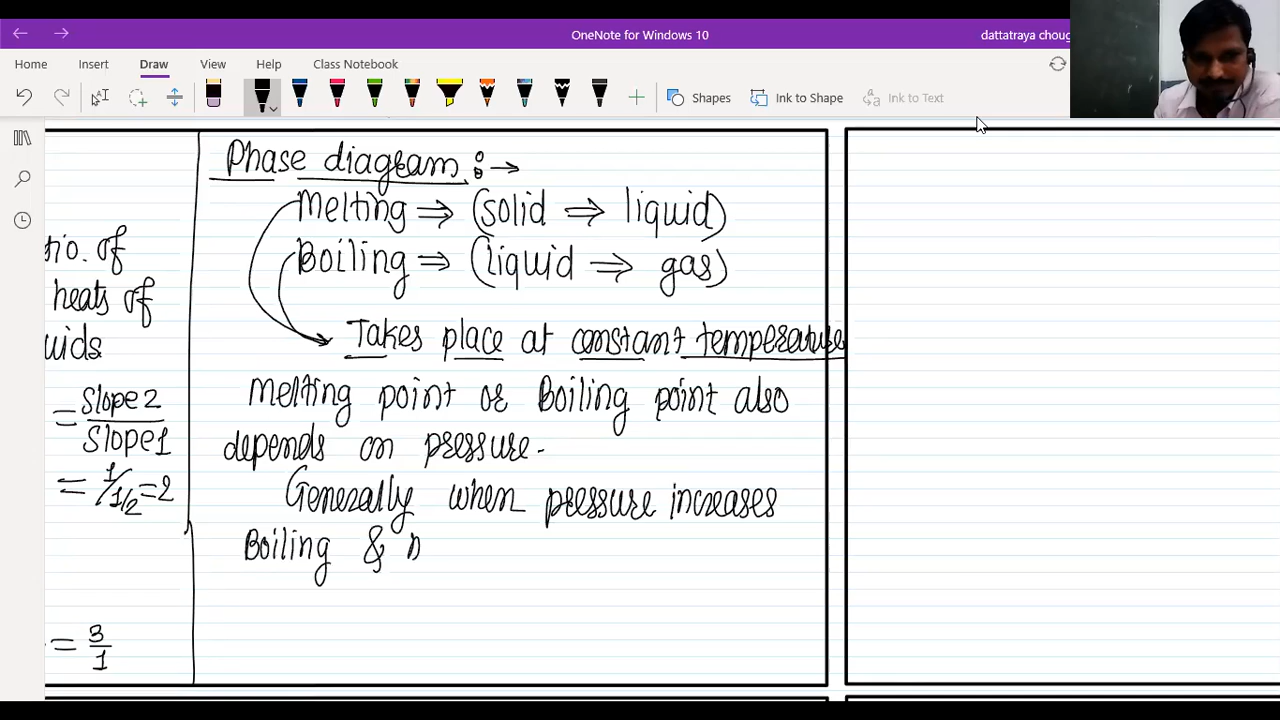 OneNote for Windows 10
dattatraya choug
Home Insert Draw View Help Class Notebook
Shapes Ink to Shape Ink to Text
of
heats of
= Slope 2 / Slope 1
= 1/1/2 = 2
= 3/1
Phase diagram :→
Melting ⇒ (solid ⇒ liquid)
Boiling ⇒ (liquid ⇒ gas)
Takes place at constant temperature
Melting point or Boiling point also
depends on pressure.
Generally when pressure increases
Boiling &